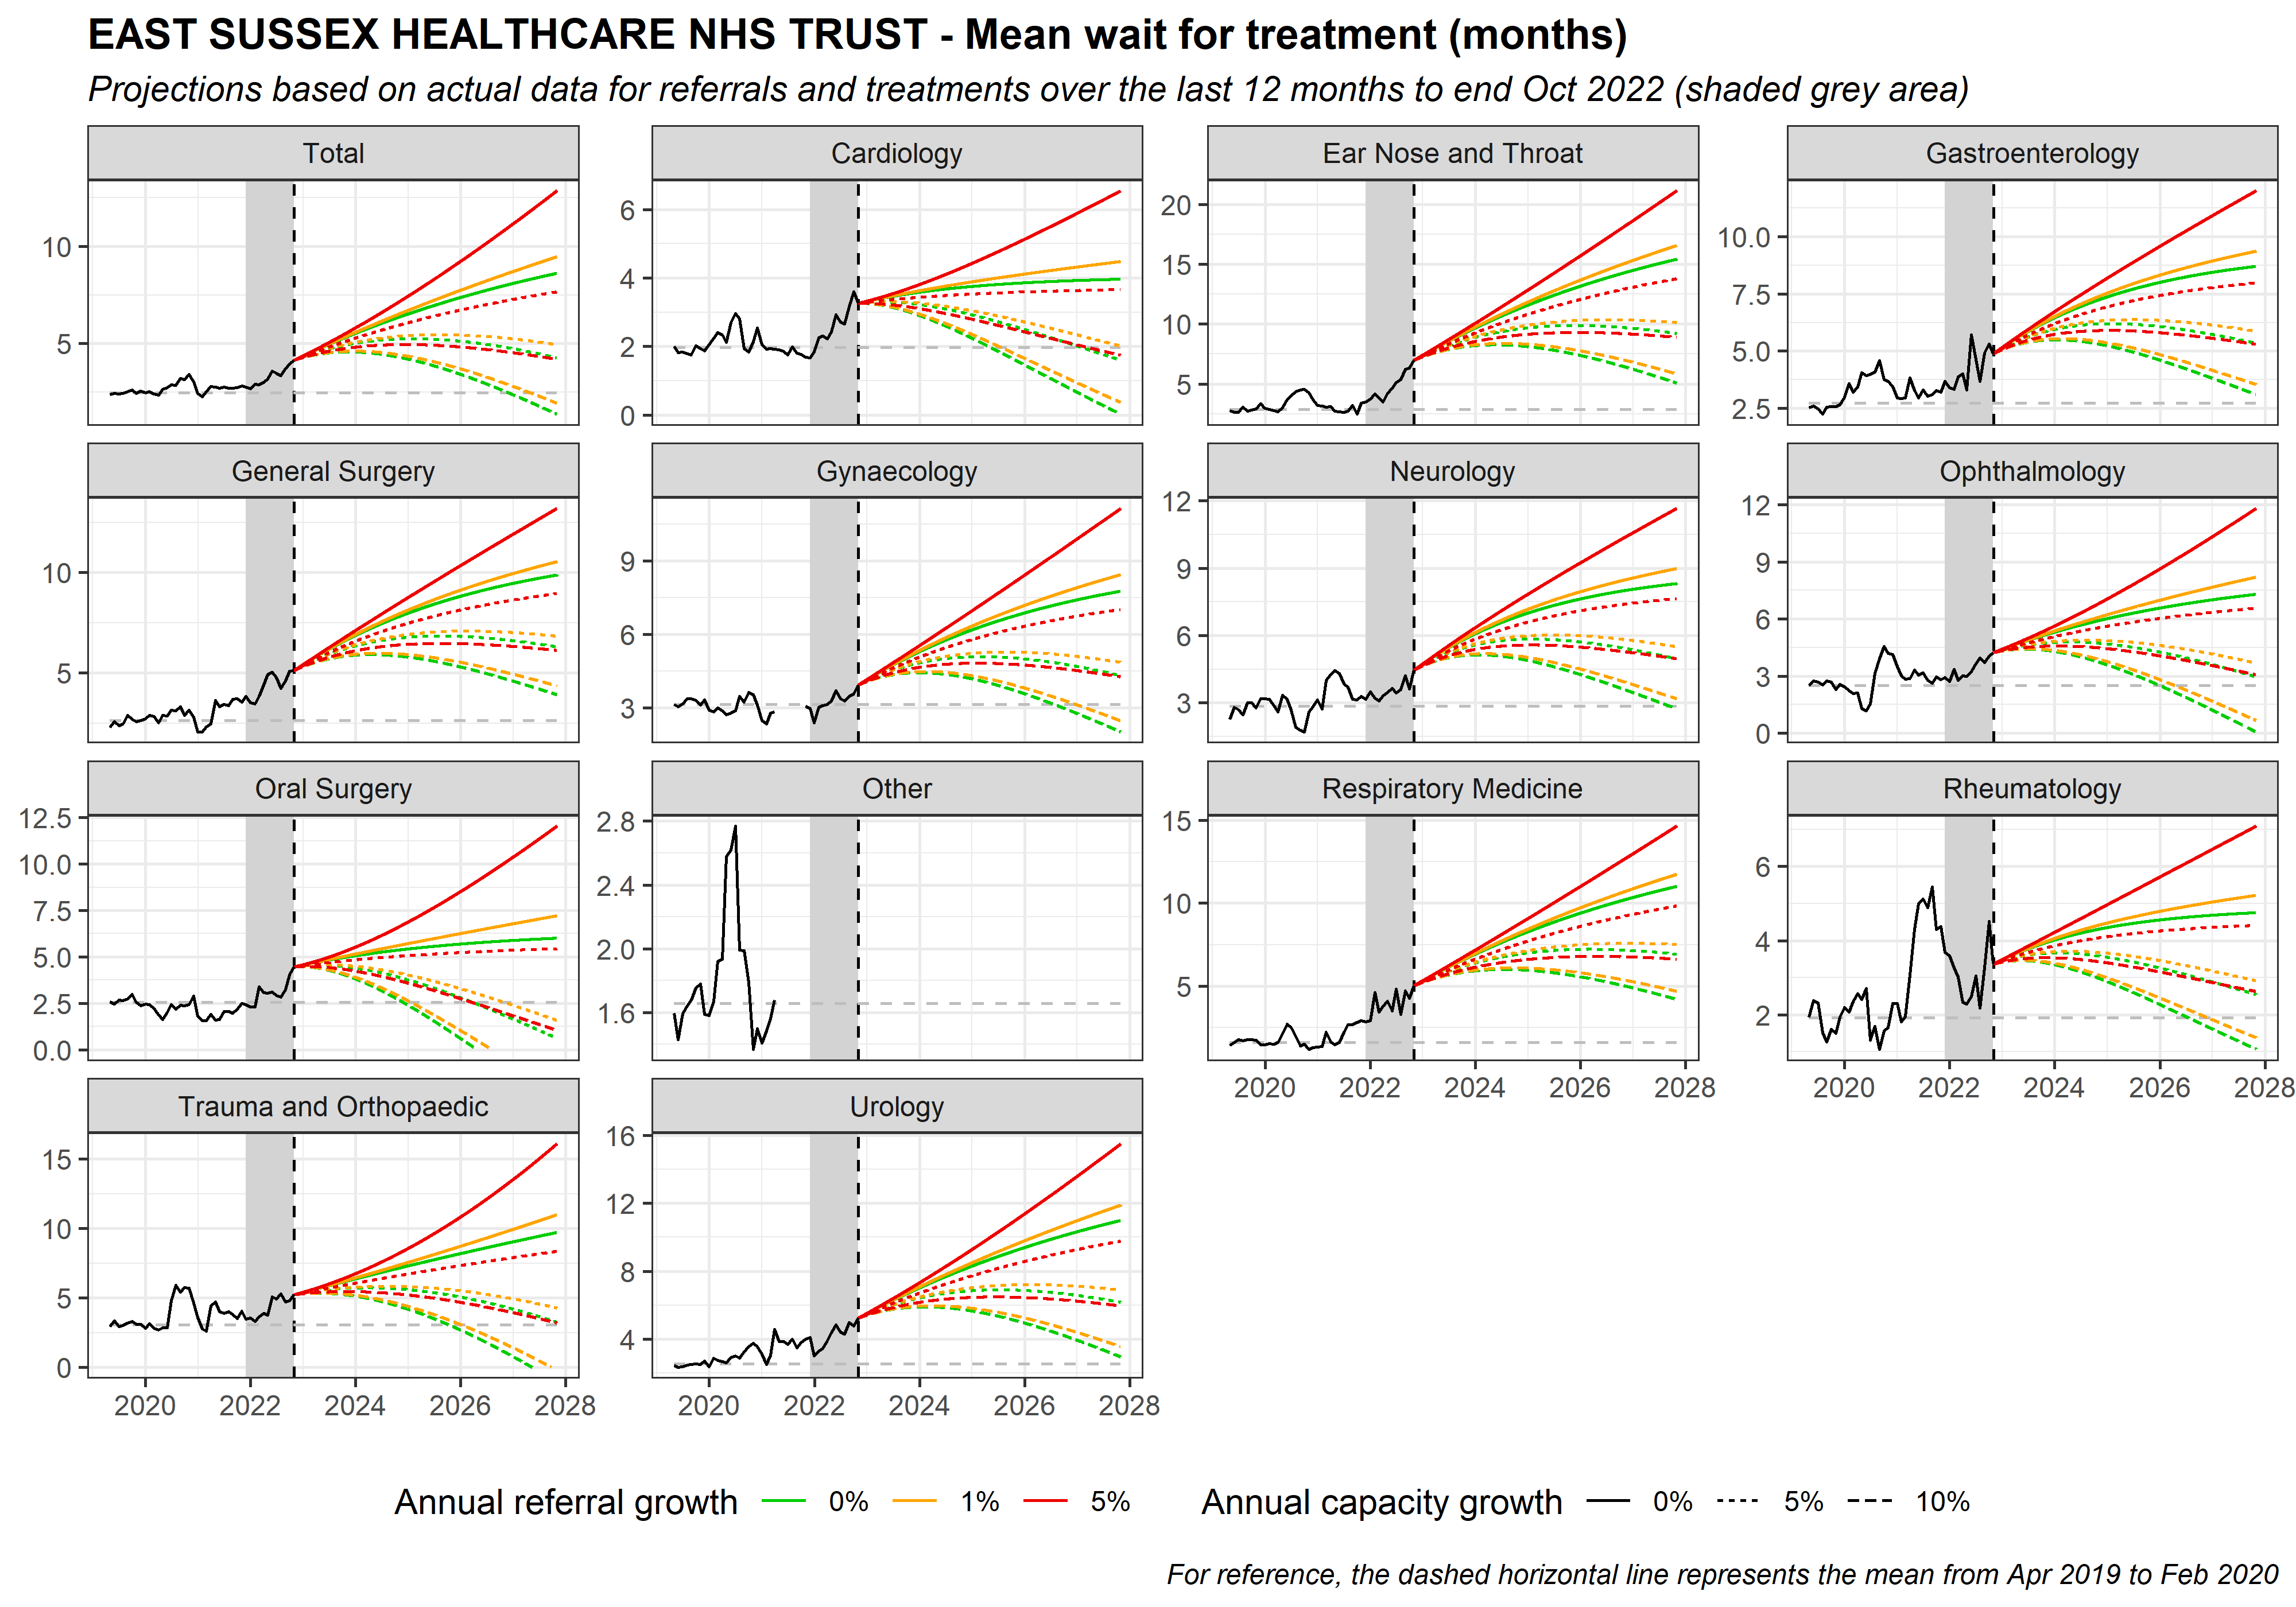 EAST SUSSEX HEALTHCARE NHS TRUST - Mean wait for treatment (months)
Projections based on actual data for referrals and treatments over the last 12 months to end Oct 2022 (shaded grey area)
Total
10
5
Cardiology
6
4
2
0
Ear Nose and Throat
20
15
10
5
Gastroenterology
10.0
7.5
5.0
2.5
General Surgery
10
5
Gynaecology
9
6
3
Neurology
12
9
6
3
Ophthalmology
12
9
6
3
0
Oral Surgery
12.5
10.0
7.5
5.0
2.5
0.0
Other
2.8
2.4
2.0
1.6
Respiratory Medicine
15
10
5
2020 2022 2024 2026 2028
Rheumatology
6
4
2
2020 2022 2024 2026 2028
Trauma and Orthopaedic
15
10
5
0
2020 2022 2024 2026 2028
Urology
16
12
8
4
2020 2022 2024 2026 2028
Annual referral growth 0% 1% 5% Annual capacity growth 0% 5% 10%
For reference, the dashed horizontal line represents the mean from Apr 2019 to Feb 2020